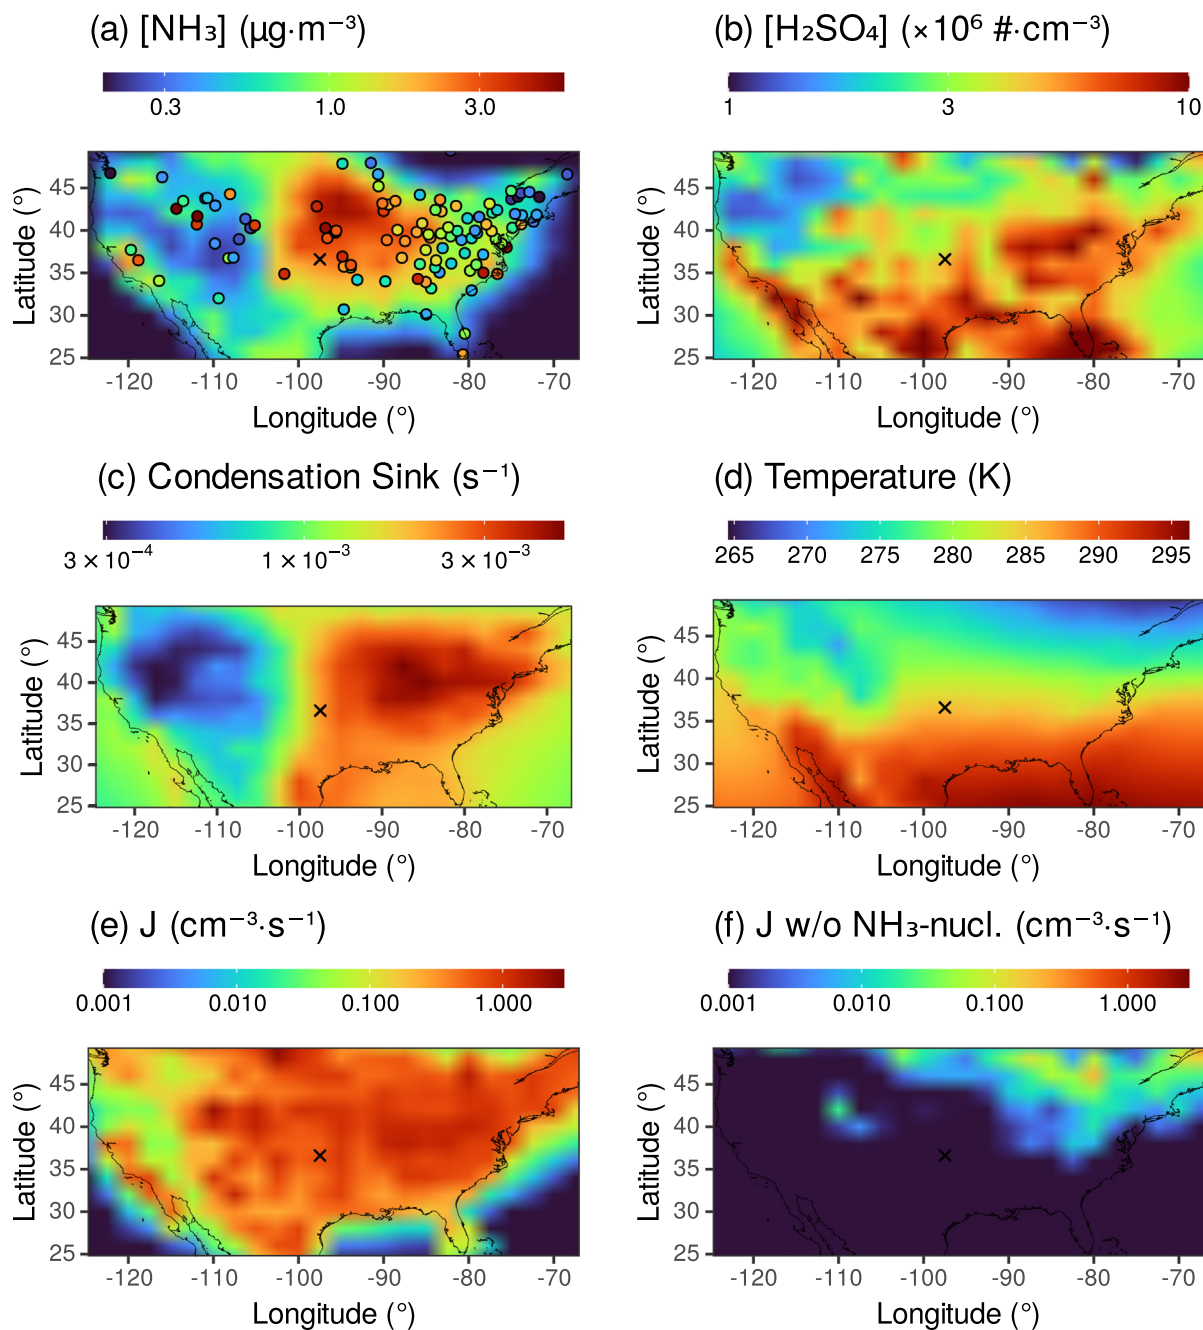 (a) [NH₃] (μg·m⁻³)
0.3 1.0 3.0
45
40
35
30
25
Latitude (°)
-120 -110 -100 -90 -80 -70
Longitude (°)
(b) [H₂SO₄] (×10⁶ #·cm⁻³)
1 3 10
45
40
35
30
25
Latitude (°)
-120 -110 -100 -90 -80 -70
Longitude (°)
(c) Condensation Sink (s⁻¹)
3 × 10⁻⁴ 1 × 10⁻³ 3 × 10⁻³
45
40
35
30
25
Latitude (°)
-120 -110 -100 -90 -80 -70
Longitude (°)
(d) Temperature (K)
265 270 275 280 285 290 295
45
40
35
30
25
Latitude (°)
-120 -110 -100 -90 -80 -70
Longitude (°)
(e) J (cm⁻³·s⁻¹)
0.001 0.010 0.100 1.000
45
40
35
30
25
Latitude (°)
-120 -110 -100 -90 -80 -70
Longitude (°)
(f) J w/o NH₃-nucl. (cm⁻³·s⁻¹)
0.001 0.010 0.100 1.000
45
40
35
30
25
Latitude (°)
-120 -110 -100 -90 -80 -70
Longitude (°)